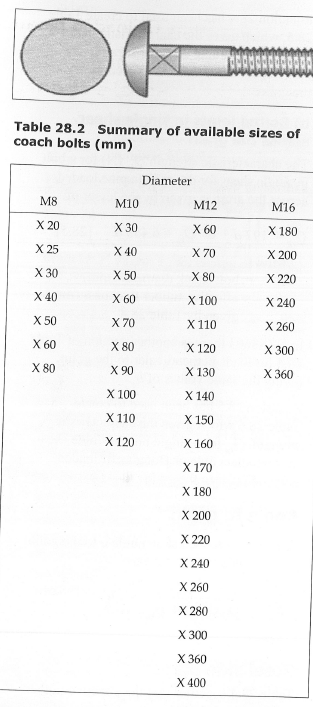 Table 28.2 Summary of available sizes of
coach bolts (mm)
Diameter
M8 M10 M12 M16
X 20 X 30 X 60 X 180
X 25 X 40 X 70 X 200
X 30 X 50 X 80 X 220
X 40 X 60 X 100 X 240
X 50 X 70 X 110 X 260
X 60 X 80 X 120 X 300
X 80 X 90 X 130 X 360
X 100 X 140
X 110 X 150
X 120 X 160
X 170
X 180
X 200
X 220
X 240
X 260
X 280
X 300
X 360
X 400